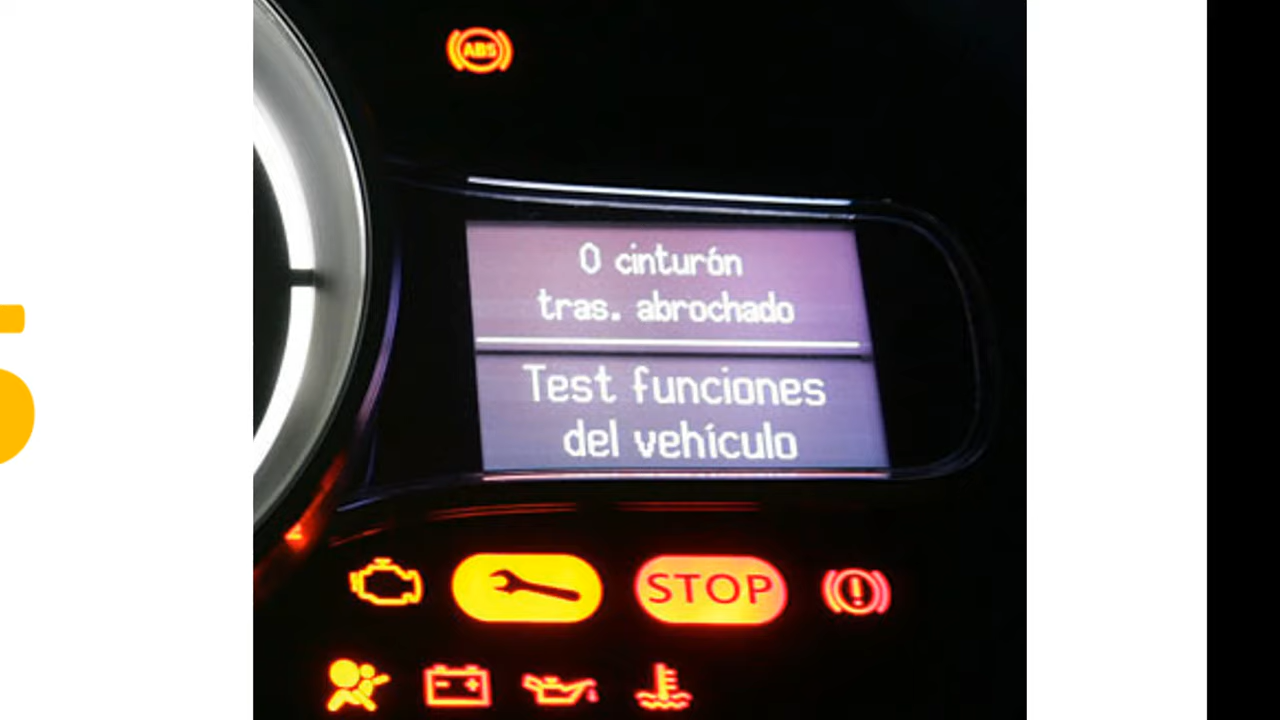 ABS
0 cinturón
tras. abrochado
Test funciones
del vehículo
STOP